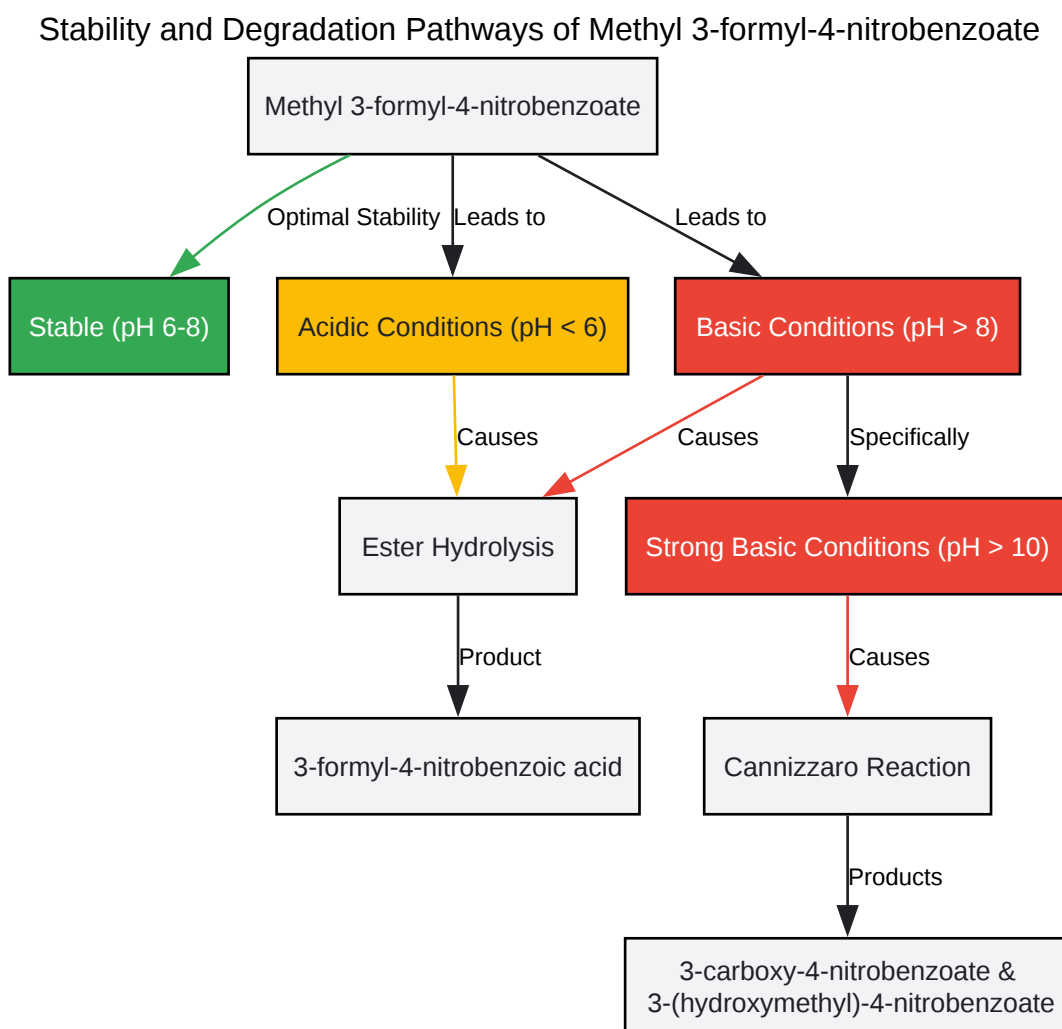 Stability and Degradation Pathways of Methyl 3-formyl-4-nitrobenzoate
Methyl 3-formyl-4-nitrobenzoate
Optimal Stability
Leads to
Leads to
Stable (pH 6-8)
Acidic Conditions (pH < 6)
Basic Conditions (pH > 8)
Causes
Causes
Specifically
Ester Hydrolysis
Strong Basic Conditions (pH > 10)
Product
Causes
3-formyl-4-nitrobenzoic acid
Cannizzaro Reaction
Products
3-carboxy-4-nitrobenzoate &
3-(hydroxymethyl)-4-nitrobenzoate